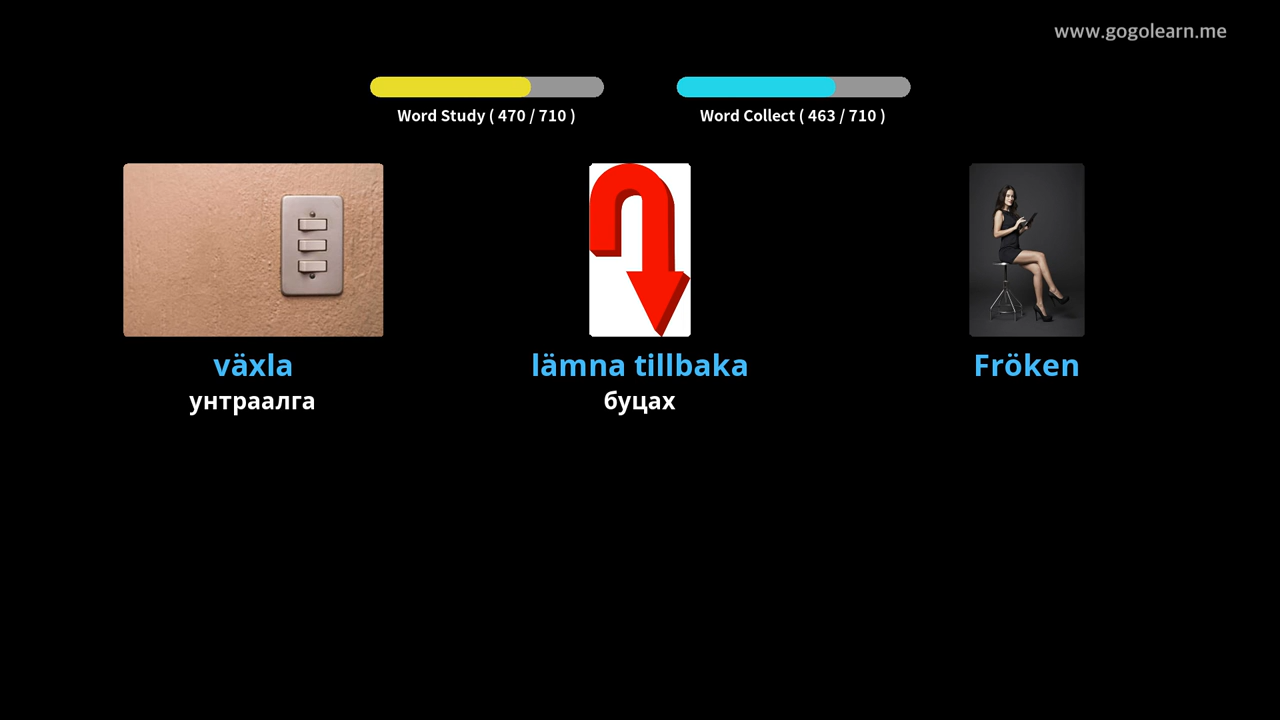 www.gogolearn.me
Word Study ( 470 / 710 )
Word Collect ( 463 / 710 )
växla
унтраалга
lämna tillbaka
буцах
Fröken